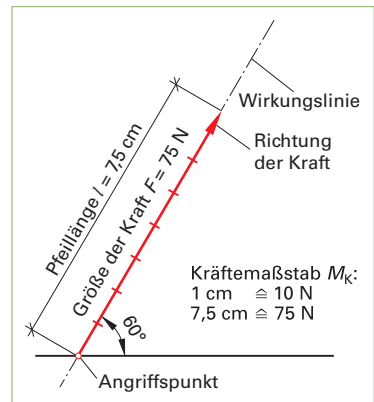 Wirkungslinie
Richtung
der Kraft
Pfeillänge l = 7,5 cm
Größe der Kraft F = 75 N
Kräftemaßstab M_K:
1 cm ≙ 10 N
7,5 cm ≙ 75 N
60°
Angriffspunkt